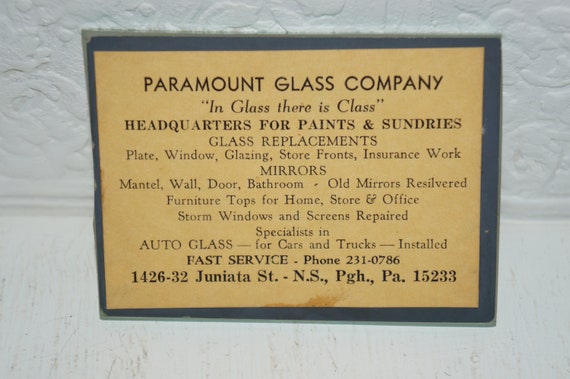 PARAMOUNT GLASS COMPANY
"In Glass there is Class"
HEADQUARTERS FOR PAINTS & SUNDRIES
GLASS REPLACEMENTS
Plate, Window, Glazing, Store Fronts, Insurance Work
MIRRORS
Mantel, Wall, Door, Bathroom - Old Mirrors Resilvered
Furniture Tops for Home, Store & Office
Storm Windows and Screens Repaired
Specialists in
AUTO GLASS — for Cars and Trucks — Installed
FAST SERVICE - Phone 231-0786
1426-32 Juniata St. - N.S., Pgh., Pa. 15233